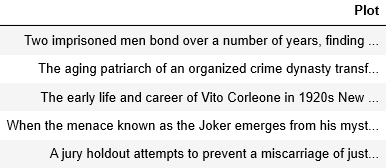 Plot
Two imprisoned men bond over a number of years, finding ...
The aging patriarch of an organized crime dynasty transf...
The early life and career of Vito Corleone in 1920s New ...
When the menace known as the Joker emerges from his myst...
A jury holdout attempts to prevent a miscarriage of just...